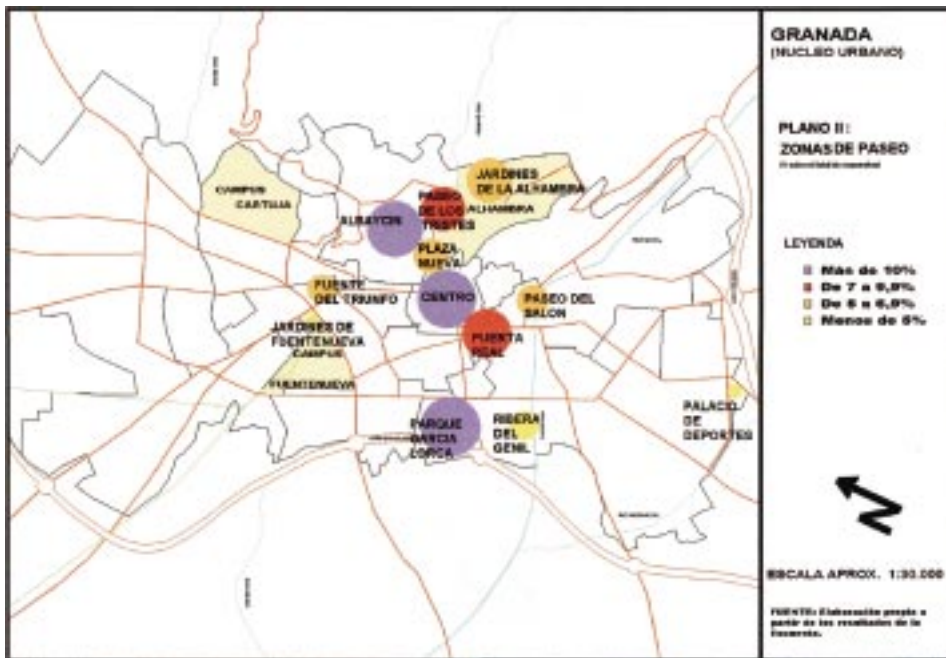 GRANADA
(NUCLEO URBANO)
PLANO II:
ZONAS DE PASEO
LEYENDA
Más de 10%
De 7 a 9,9%
De 5 a 6,9%
Menos de 5%
ESCALA APROX. 1:30.000
FUENTE: Elaboración propia a
partir de los resultados de la
Encuesta.
CAMPUS
CARTUJA
JARDINES
DE LA ALHAMBRA
ALHAMBRA
PASEO
DE LOS
TRISTES
ALBAYCIN
PLAZA
NUEVA
FUENTE
DEL TRIUNFO
CENTRO
PASEO DEL
SALON
JARDINES DE
FUENTENUEVA
CAMPUS
FUENTENUEVA
PUERTA
REAL
PARQUE
GARCIA
LORCA
RIBERA
DEL
GENIL
PALACIO
DE
DEPORTES